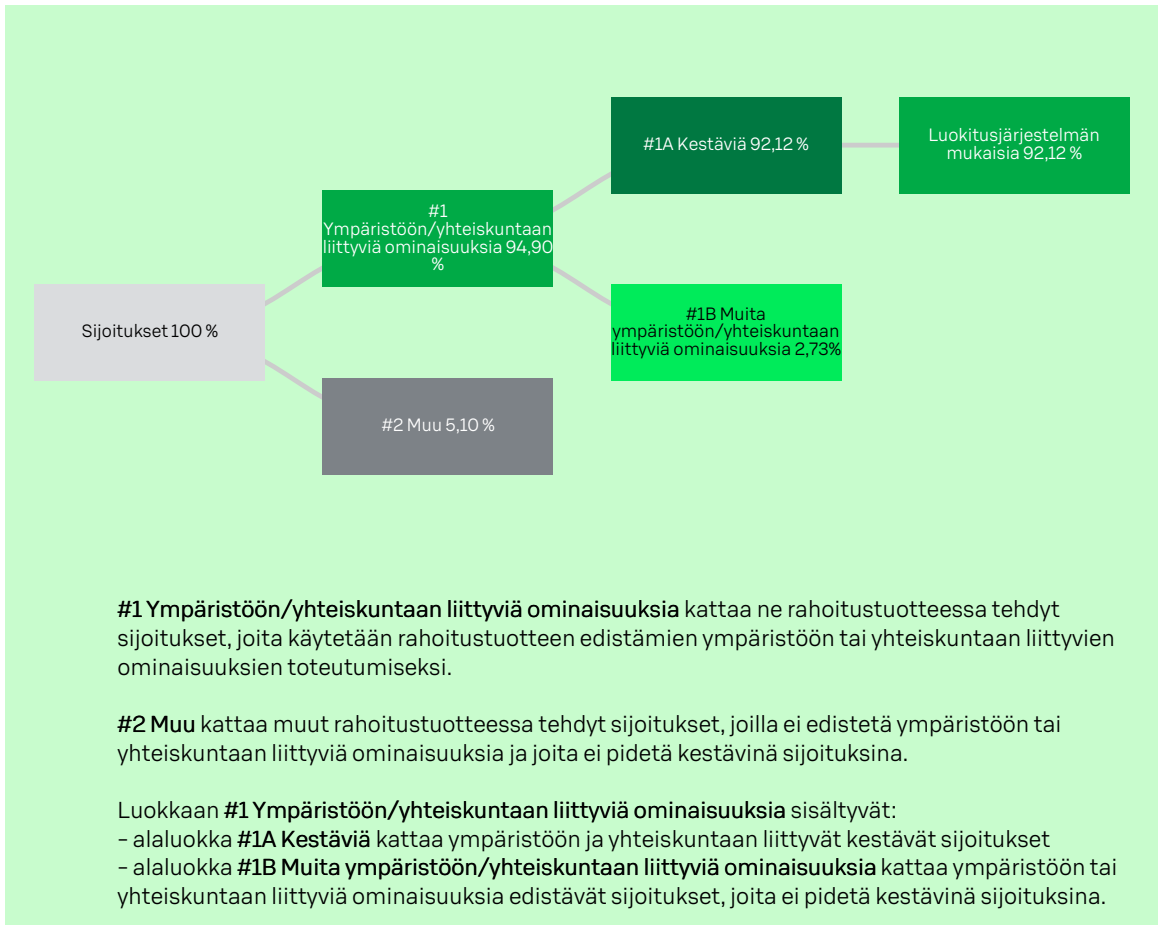 #1A Kestäviä 92,12 %
Luokitusjärjestelmän
mukaisia 92,12 %
#1
Ympäristöön/yhteiskuntaan
liittyviä ominaisuuksia 94,90
%
Sijoitukset 100 %
#1B Muita
ympäristöön/yhteiskuntaan
liittyviä ominaisuuksia 2,73%
#2 Muu 5,10 %
#1 Ympäristöön/yhteiskuntaan liittyviä ominaisuuksia kattaa ne rahoitustuotteessa tehdyt
sijoitukset, joita käytetään rahoitustuotteen edistämien ympäristöön tai yhteiskuntaan liittyvien
ominaisuuksien toteutumiseksi.
#2 Muu kattaa muut rahoitustuotteessa tehdyt sijoitukset, joilla ei edistetä ympäristöön tai
yhteiskuntaan liittyviä ominaisuuksia ja joita ei pidetä kestävinä sijoituksina.
Luokkaan #1 Ympäristöön/yhteiskuntaan liittyviä ominaisuuksia sisältyvät:
- alaluokka #1A Kestäviä kattaa ympäristöön ja yhteiskuntaan liittyvät kestävät sijoitukset
- alaluokka #1B Muita ympäristöön/yhteiskuntaan liittyviä ominaisuuksia kattaa ympäristöön tai
yhteiskuntaan liittyviä ominaisuuksia edistävät sijoitukset, joita ei pidetä kestävinä sijoituksina.